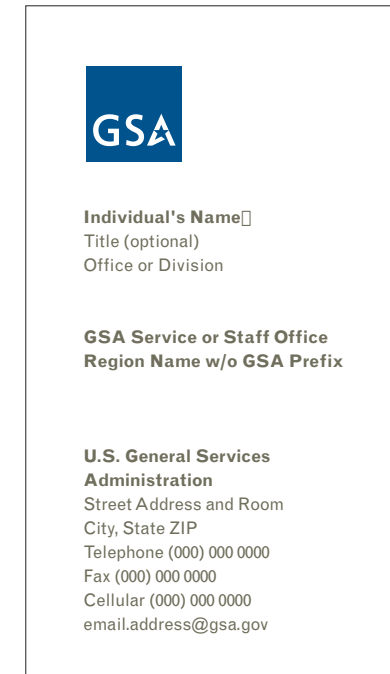 GSA
Individual's Name
Title (optional)
Office or Division
GSA Service or Staff Office
Region Name w/o GSA Prefix
U.S. General Services
Administration
Street Address and Room
City, State ZIP
Telephone (000) 000 0000
Fax (000) 000 0000
Cellular (000) 000 0000
email.address@gsa.gov